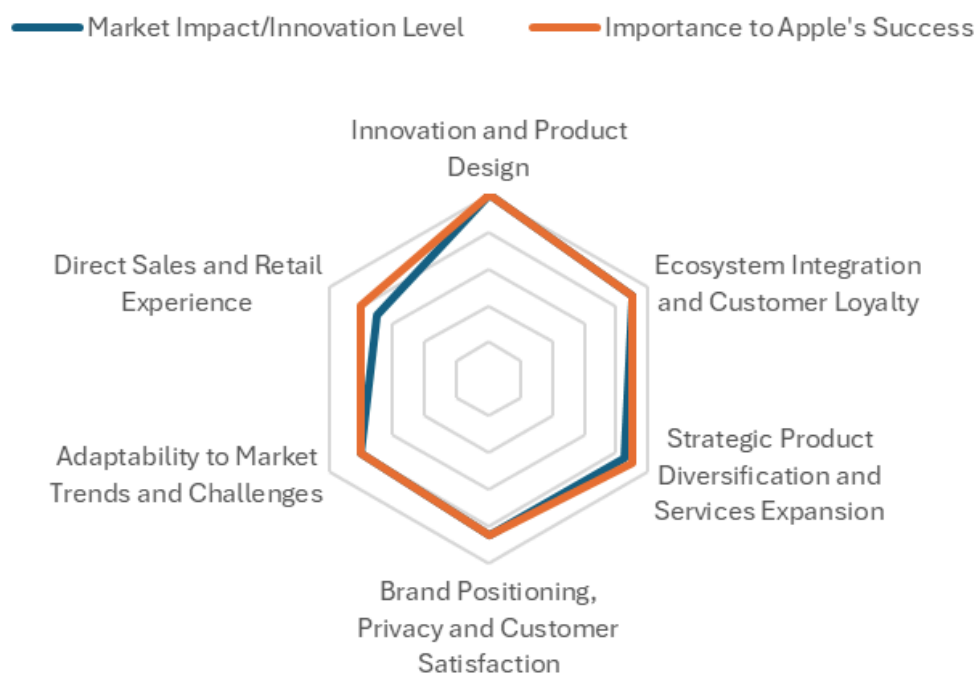 Market Impact/Innovation Level
Importance to Apple's Success
Innovation and Product
Design
Direct Sales and Retail
Experience
Ecosystem Integration
and Customer Loyalty
Adaptability to Market
Trends and Challenges
Strategic Product
Diversification and
Services Expansion
Brand Positioning,
Privacy and Customer
Satisfaction